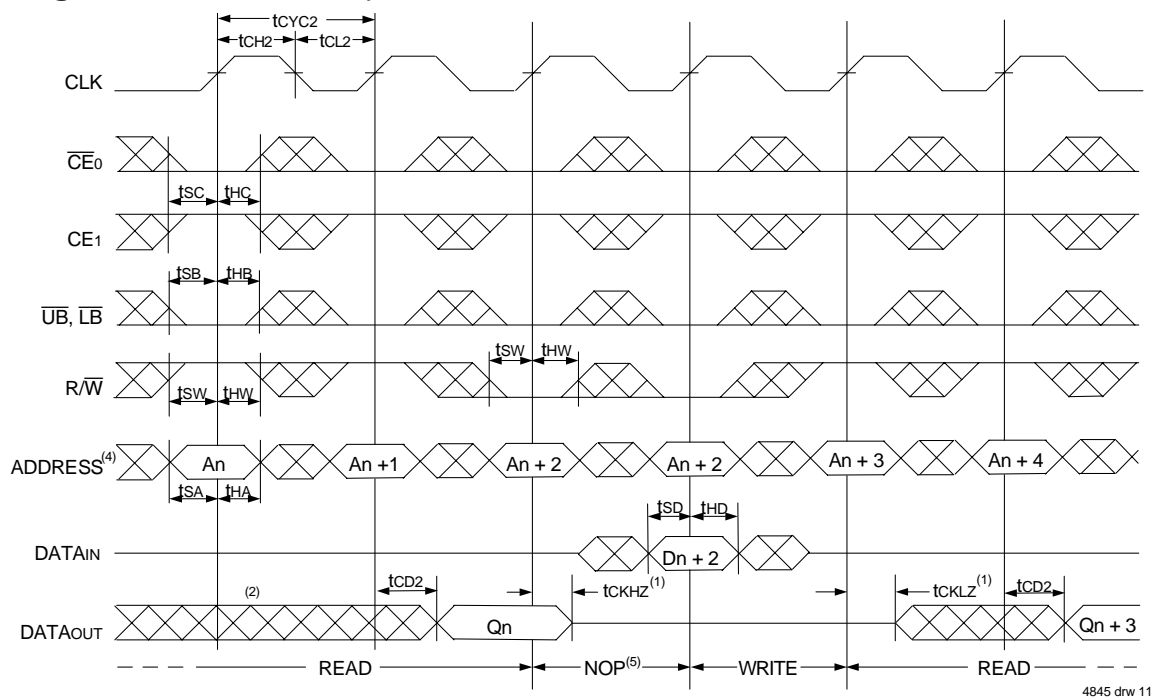 tCYC2
tCH2 tCL2
CLK
CE0
tSC tHC
CE1
tSB tHB
UB, LB
tSW tHW
R/W
tSW tHW
ADDRESS(4) An An +1 An + 2 An + 2 An + 3 An + 4
tSA tHA
tSD tHD
DATAIN Dn + 2
(2) tCD2 tCKHZ(1) tCKLZ(1) tCD2
DATAOUT Qn Qn + 3
READ NOP(5) WRITE READ
4845 drw 11